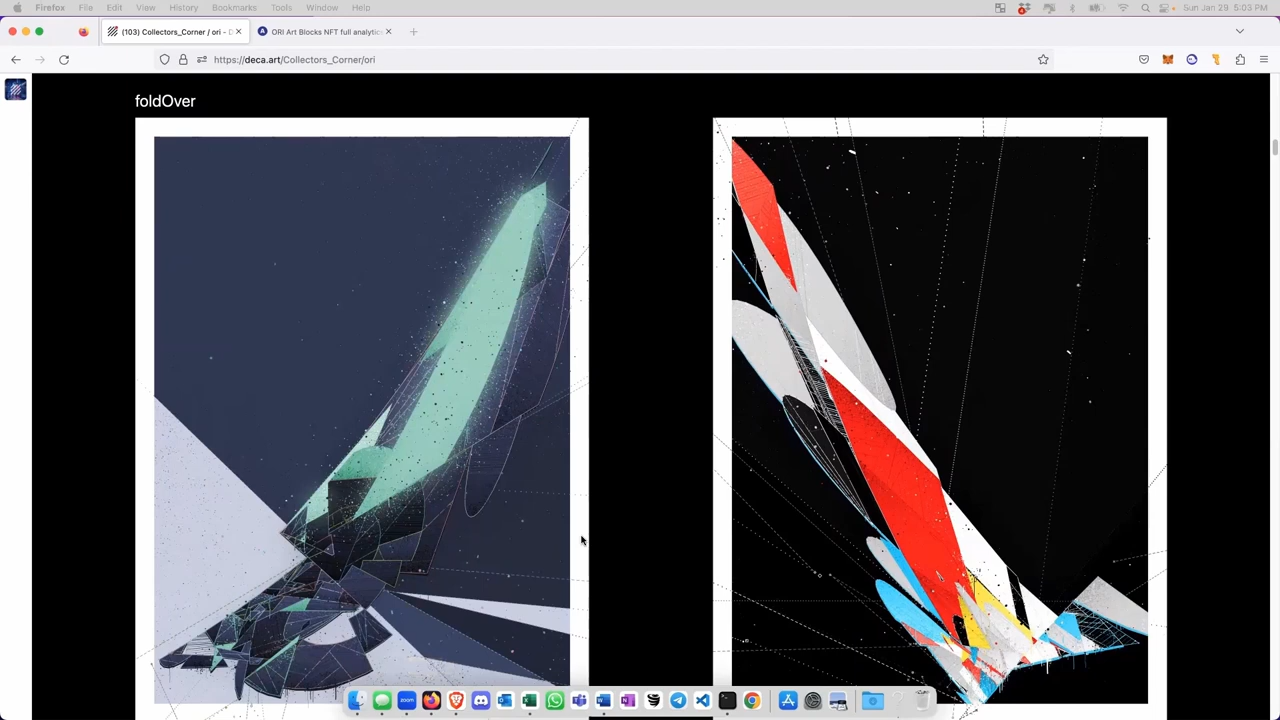 Firefox File Edit View History Bookmarks Tools Window Help Sun Jan 29 5:03 PM
(103) Collectors_Corner / ori - D
ORI Art Blocks NFT full analytics
https://deca.art/Collectors_Corner/ori
foldOver
zoom